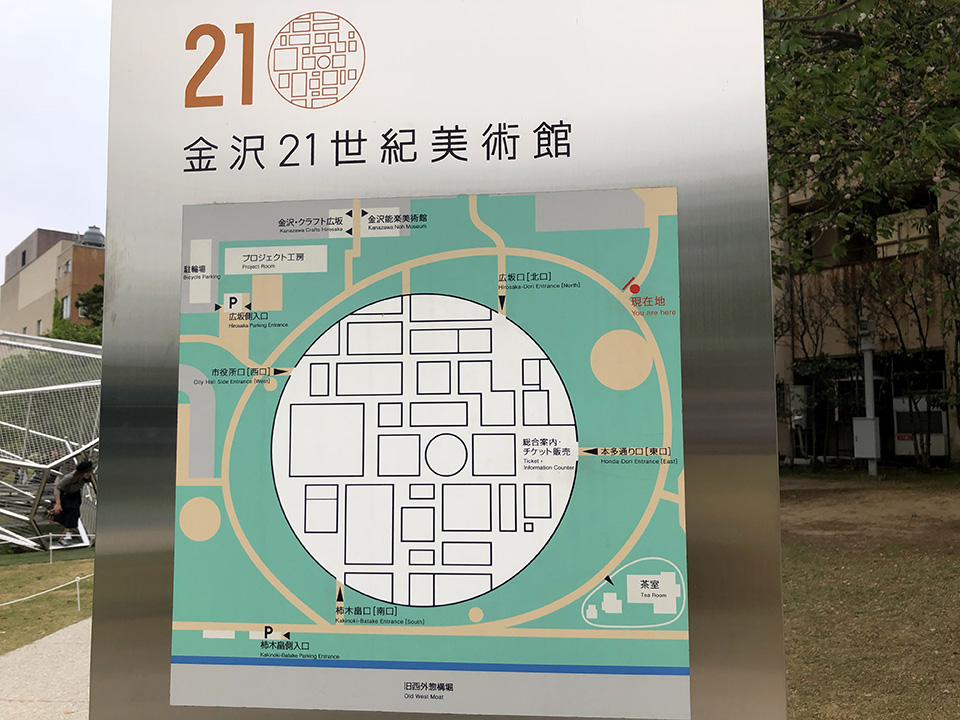 21
金沢21世紀美術館
金沢・クラフト広坂
Kanazawa Crafts Hirosaka
金沢能楽美術館
Kanazawa Noh Museum
プロジェクト工房
Project Room
駐輪場
Bicycle Parking
P
広坂側入口
Hirosaka Parking Entrance
広坂口[北口]
Hirosaka-Dori Entrance [North]
現在地
You are here
市役所口[西口]
City Hall Side Entrance [West]
総合案内・
チケット販売
Ticket・
Information Counter
本多通り口[東口]
Honda-Dori Entrance [East]
茶室
Tea Room
柿木畠口[南口]
Kakinoki-Batake Entrance [South]
P
柿木畠側入口
Kakinoki-Batake Parking Entrance
旧西外惣構堀
Old West Moat